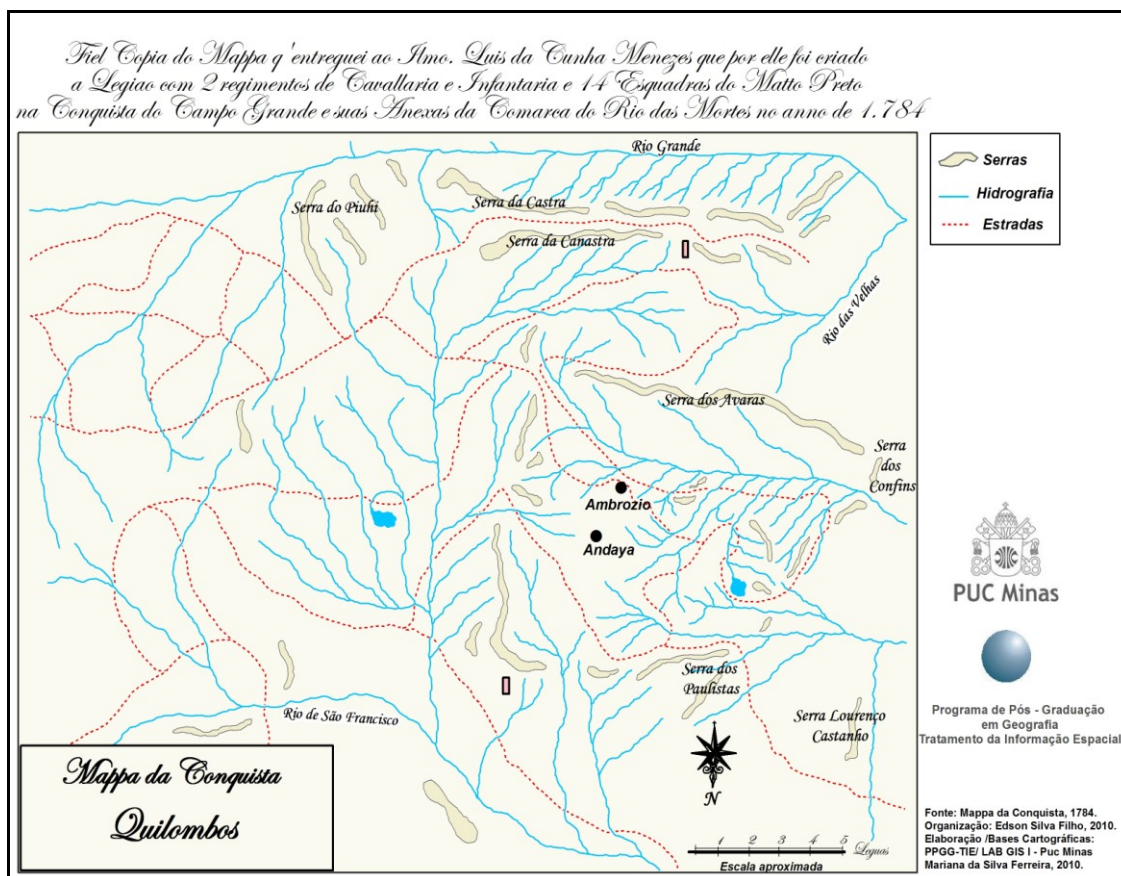 Fiel Copia do Mappa q'entreguei ao Ilmo. Luis da Cunha Menezes que por elle foi criado
a Legiao com 2 regimentos de Cavallaria e Infantaria e 14 Esquadras do Matto Preto
na Conquista do Campo Grande e suas Anexas da Comarca do Rio das Mortes no anno de 1.784
Rio Grande
Serras
Hidrografia
Estradas
Serra do Piuhi
Serra da Castra
Serra da Canastra
Rio das Velhas
Serra dos Avaras
Serra
dos
Confins
Ambrozio
Andaya
PUC Minas
Serra dos
Paulistas
Rio de São Francisco
Serra Lourenço
Castanho
Programa de Pós - Graduação
em Geografia
Tratamento da Informação Espacial
Mappa da Conquista
Quilombos
N
1 2 3 4 5 Leguas
Escala aproximada
Fonte: Mappa da Conquista, 1784.
Organização: Edson Silva Filho, 2010.
Elaboração /Bases Cartográficas:
PPGG-TIE/ LAB GIS I - Puc Minas
Mariana da Silva Ferreira, 2010.